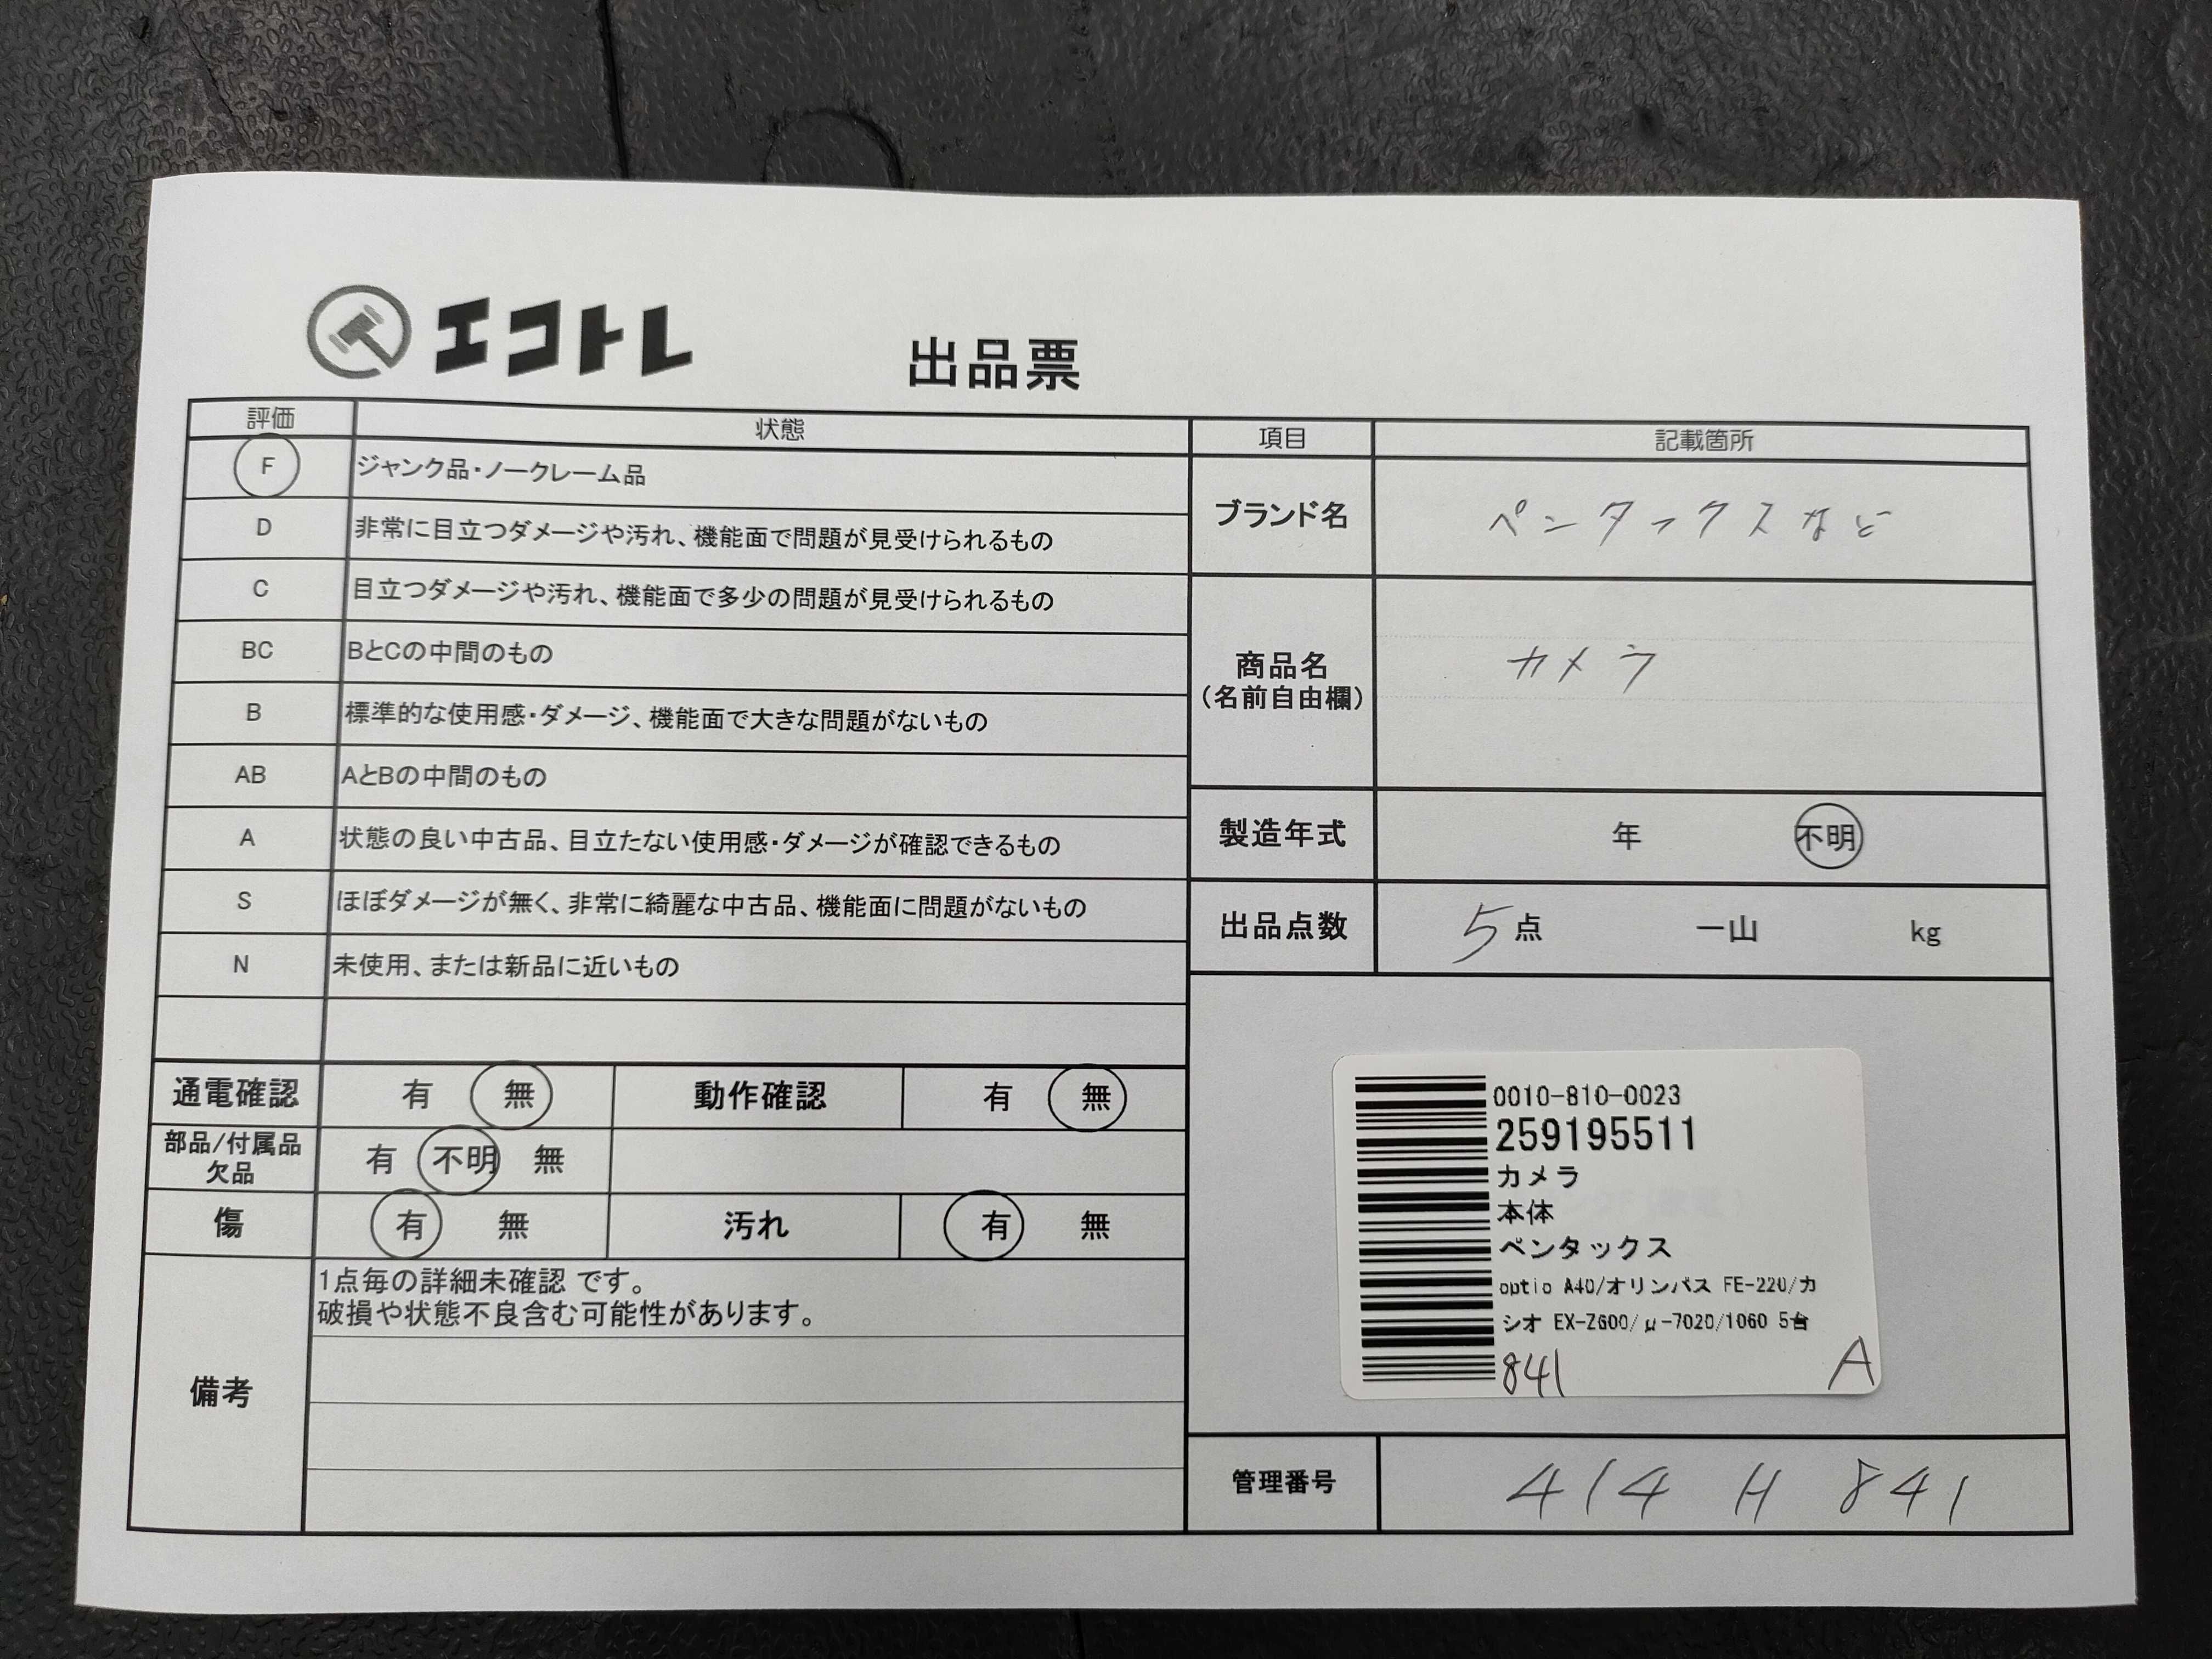 エコトレ
出品票
評価 状態
F ジャンク品・ノークレーム品
D 非常に目立つダメージや汚れ、機能面で問題が見受けられるもの
C 目立つダメージや汚れ、機能面で多少の問題が見受けられるもの
BC BとCの中間のもの
B 標準的な使用感・ダメージ、機能面で大きな問題がないもの
AB AとBの中間のもの
A 状態の良い中古品、目立たない使用感・ダメージが確認できるもの
S ほぼダメージが無く、非常に綺麗な中古品、機能面に問題がないもの
N 未使用、または新品に近いもの
通電確認 有 無 動作確認 有 無
部品/付属品
欠品 有 不明 無
傷 有 無 汚れ 有 無
備考
1点毎の詳細未確認 です。
破損や状態不良含む可能性があります。
項目 記載箇所
ブランド名 ペンタックスなど
商品名
(名前自由欄)
カメラ
製造年式 年 不明
出品点数 5点 一山 kg
0010-810-0023
259195511
カメラ
本体
ペンタックス
optio A40/オリンパス FE-220/カ
シオ EX-Z600/μ-7020/1060 5台
841 A
管理番号 414 H 841